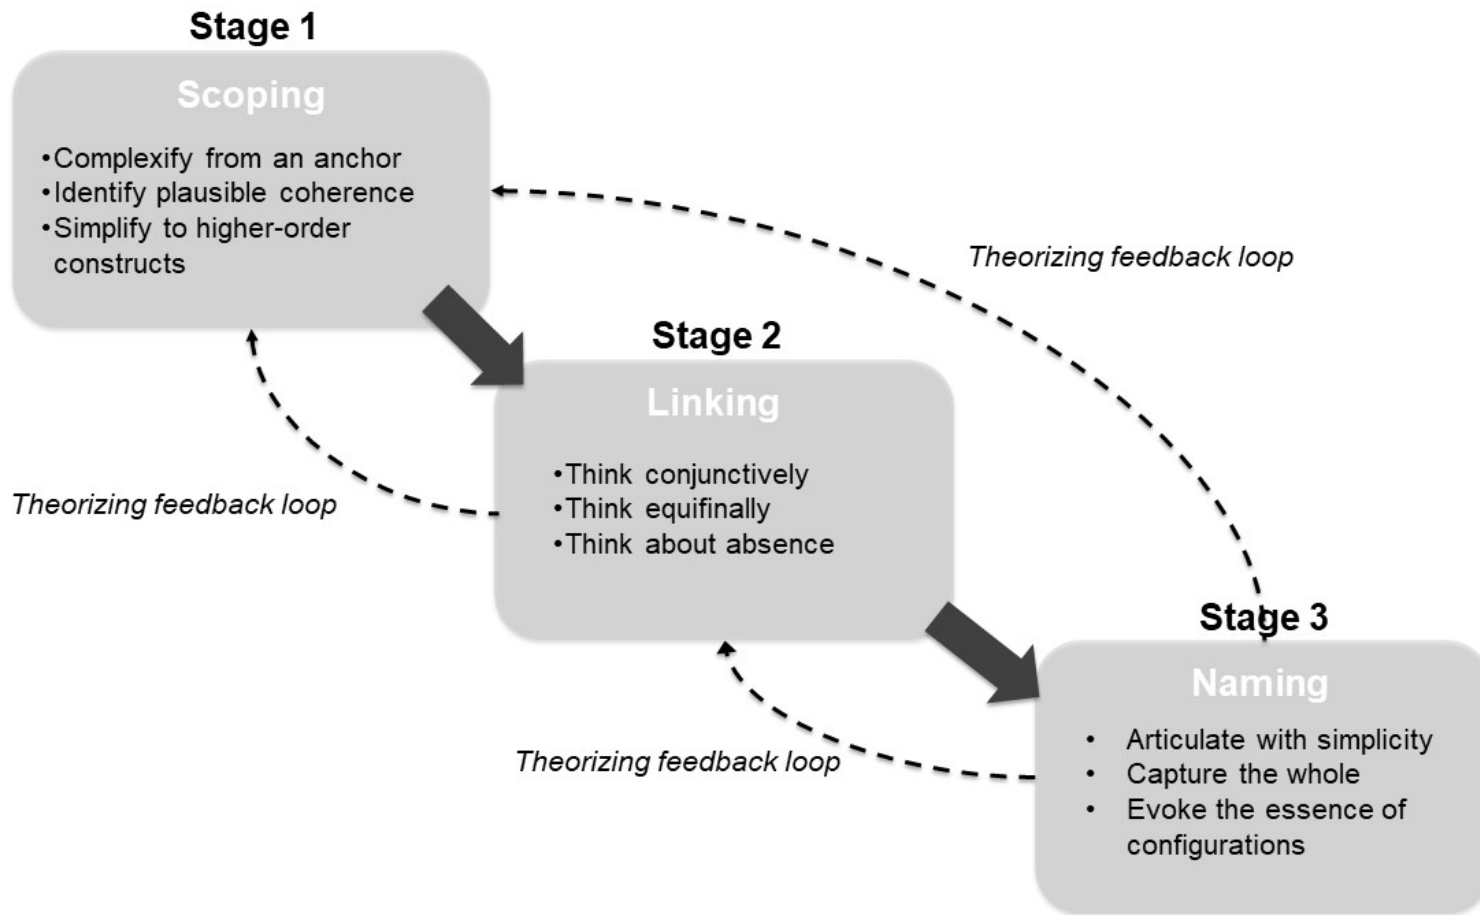 Stage 1
Scoping
•Complexify from an anchor
•Identify plausible coherence
•Simplify to higher-order
constructs
Theorizing feedback loop
Stage 2
Linking
•Think conjunctively
•Think equifinally
•Think about absence
Theorizing feedback loop
Stage 3
Naming
• Articulate with simplicity
• Capture the whole
• Evoke the essence of
configurations
Theorizing feedback loop